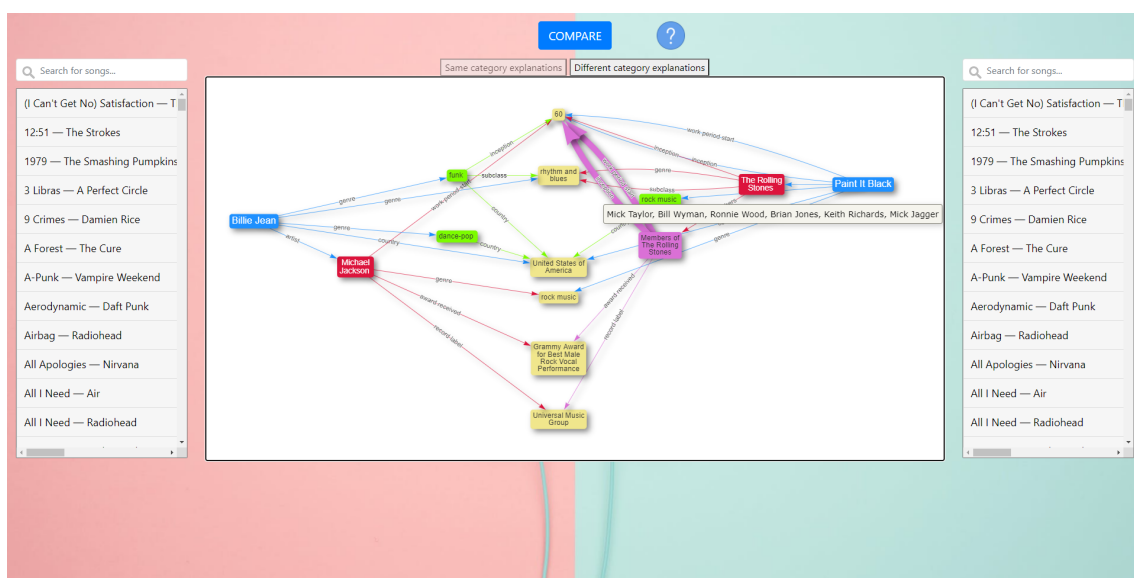 COMPARE
?
Same category explanations
Different category explanations
Search for songs...
(I Can't Get No) Satisfaction — T
12:51 — The Strokes
1979 — The Smashing Pumpkins
3 Libras — A Perfect Circle
9 Crimes — Damien Rice
A Forest — The Cure
A-Punk — Vampire Weekend
Aerodynamic — Daft Punk
Airbag — Radiohead
All Apologies — Nirvana
All I Need — Air
All I Need — Radiohead
60
work-period-start
inception
inception
work-period-start
funk
subclass
rhythm and
blues
genre
subclass
The Rolling
Stones
Paint It Black
rock music
Mick Taylor, Bill Wyman, Ronnie Wood, Brian Jones, Keith Richards, Mick Jagger
genre
genre
country
Billie Jean
genre
artist
country
dance-pop
country
Members of
The Rolling
Stones
genre
Michael
Jackson
United States of
America
genre
rock music
award-received
award-received
record-label
record-label
Grammy Award
for Best Male
Rock Vocal
Performance
Universal Music
Group
Search for songs...
(I Can't Get No) Satisfaction — T
12:51 — The Strokes
1979 — The Smashing Pumpkins
3 Libras — A Perfect Circle
9 Crimes — Damien Rice
A Forest — The Cure
A-Punk — Vampire Weekend
Aerodynamic — Daft Punk
Airbag — Radiohead
All Apologies — Nirvana
All I Need — Air
All I Need — Radiohead